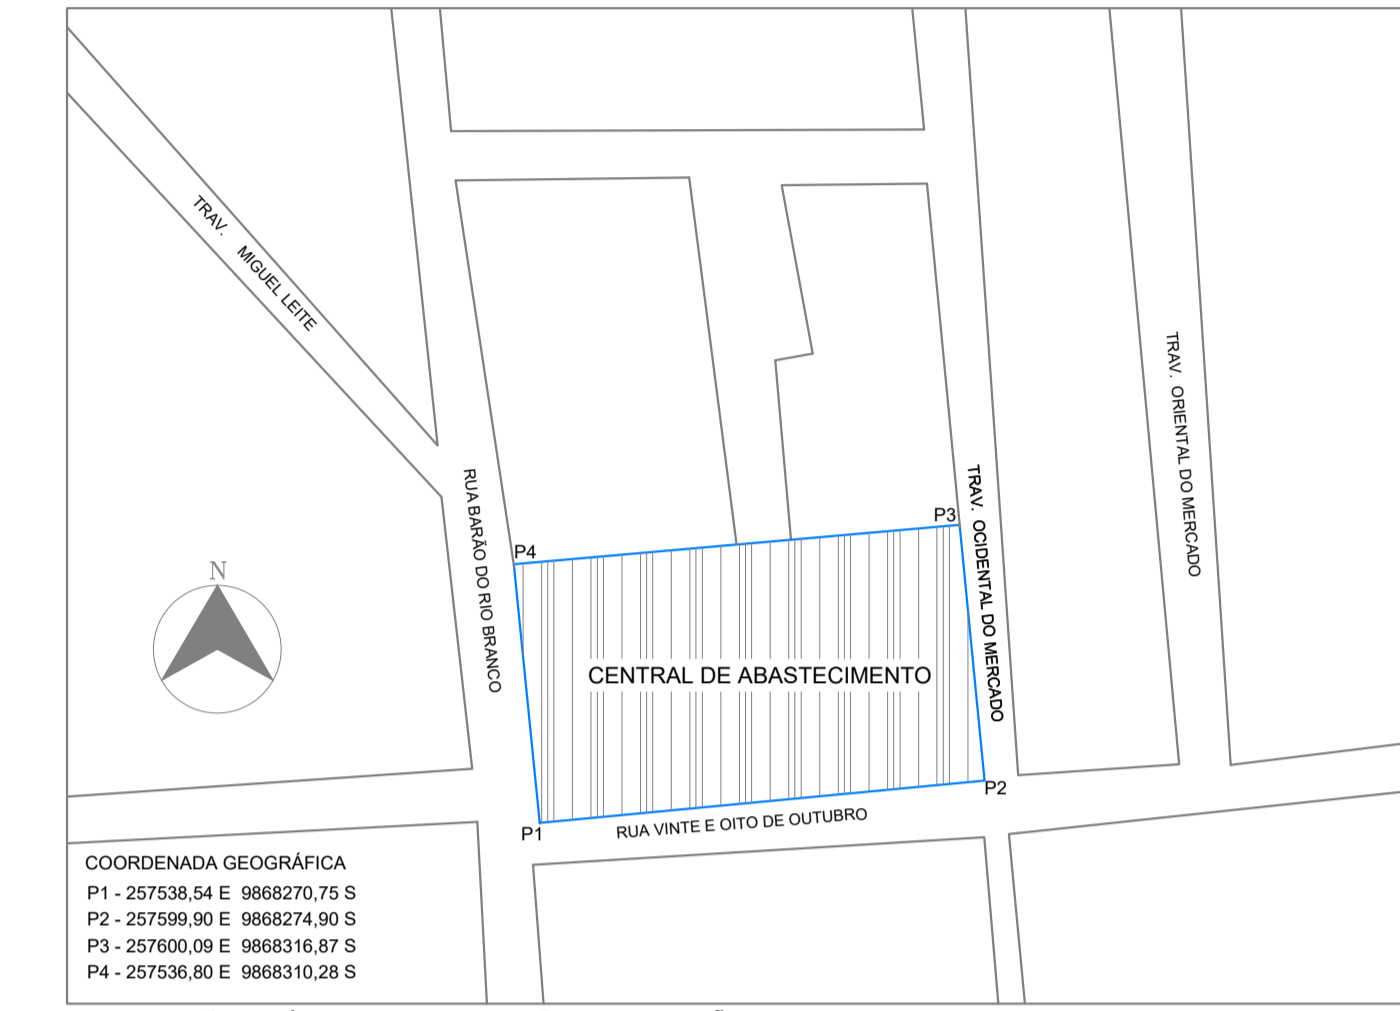 TRAV. MIGUEL LEITE
RUA BARÃO DO RIO BRANCO
TRAV. OCIDENTAL DO MERCADO
TRAV. ORIENTAL DO MERCADO
P3
P4
N
CENTRAL DE ABASTECIMENTO
P2
P1
RUA VINTE E OITO DE OUTUBRO
COORDENADA GEOGRÁFICA
P1 - 257538,54 E 9868270,75 S
P2 - 257599,90 E 9868274,90 S
P3 - 257600,09 E 9868316,87 S
P4 - 257536,80 E 9868310,28 S